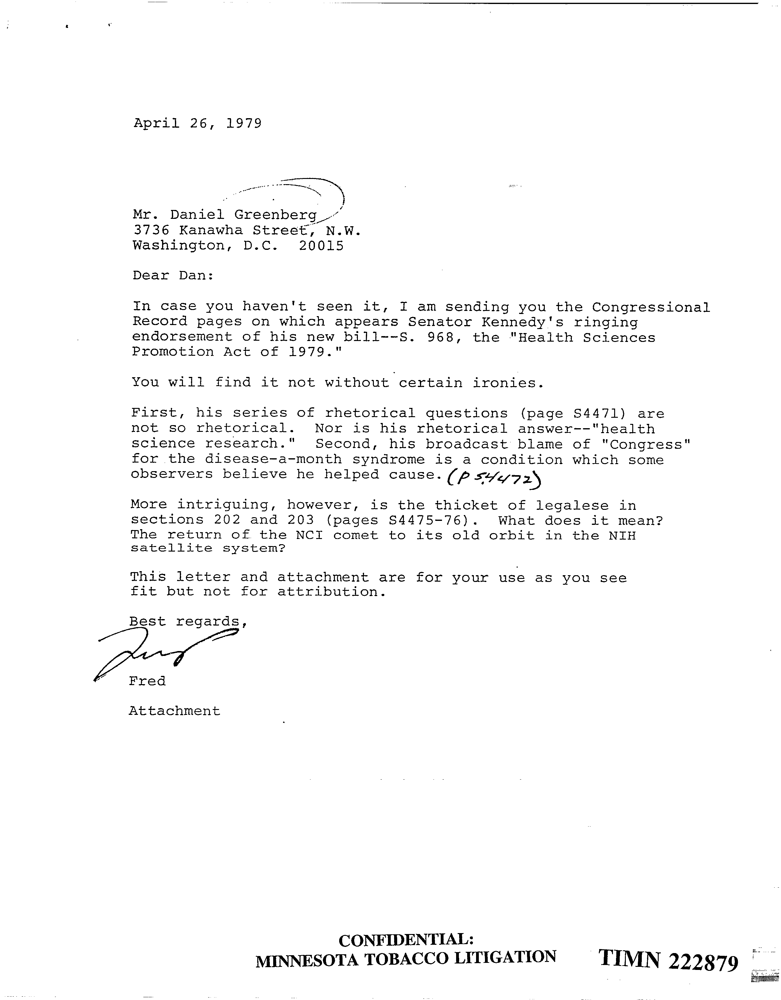 April 26, 1979
Mr. Daniel Greenberg
3736 Kanawha Street, N.W.
Washington, D.C.  20015
Dear Dan:
In case you haven't seen it, I am sending you the Congressional
Record pages on which appears Senator Kennedy's ringing
endorsement of his new bill--S. 968, the "Health Sciences
Promotion Act of 1979."
You will find it not without certain ironies.
First, his series of rhetorical questions (page S4471) are
not so rhetorical.  Nor is his rhetorical answer--"health
science research."  Second, his broadcast blame of "Congress"
for the disease-a-month syndrome is a condition which some
observers believe he helped cause. (p S4472)
More intriguing, however, is the thicket of legalese in
sections 202 and 203 (pages S4475-76).  What does it mean?
The return of the NCI comet to its old orbit in the NIH
satellite system?
This letter and attachment are for your use as you see
fit but not for attribution.
Best regards,
Fred
Attachment
CONFIDENTIAL:
MINNESOTA TOBACCO LITIGATION
TIMN 222879